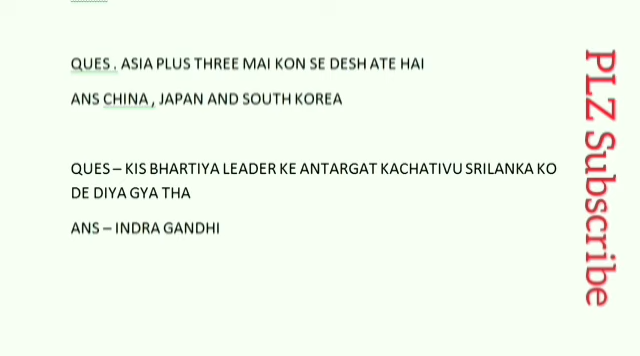 QUES . ASIA PLUS THREE MAI KON SE DESH ATE HAI
ANS CHINA , JAPAN AND SOUTH KOREA
QUES – KIS BHARTIYA LEADER KE ANTARGAT KACHATIVU SRILANKA KO
DE DIYA GYA THA
ANS – INDRA GANDHI
PLZ Subscribe